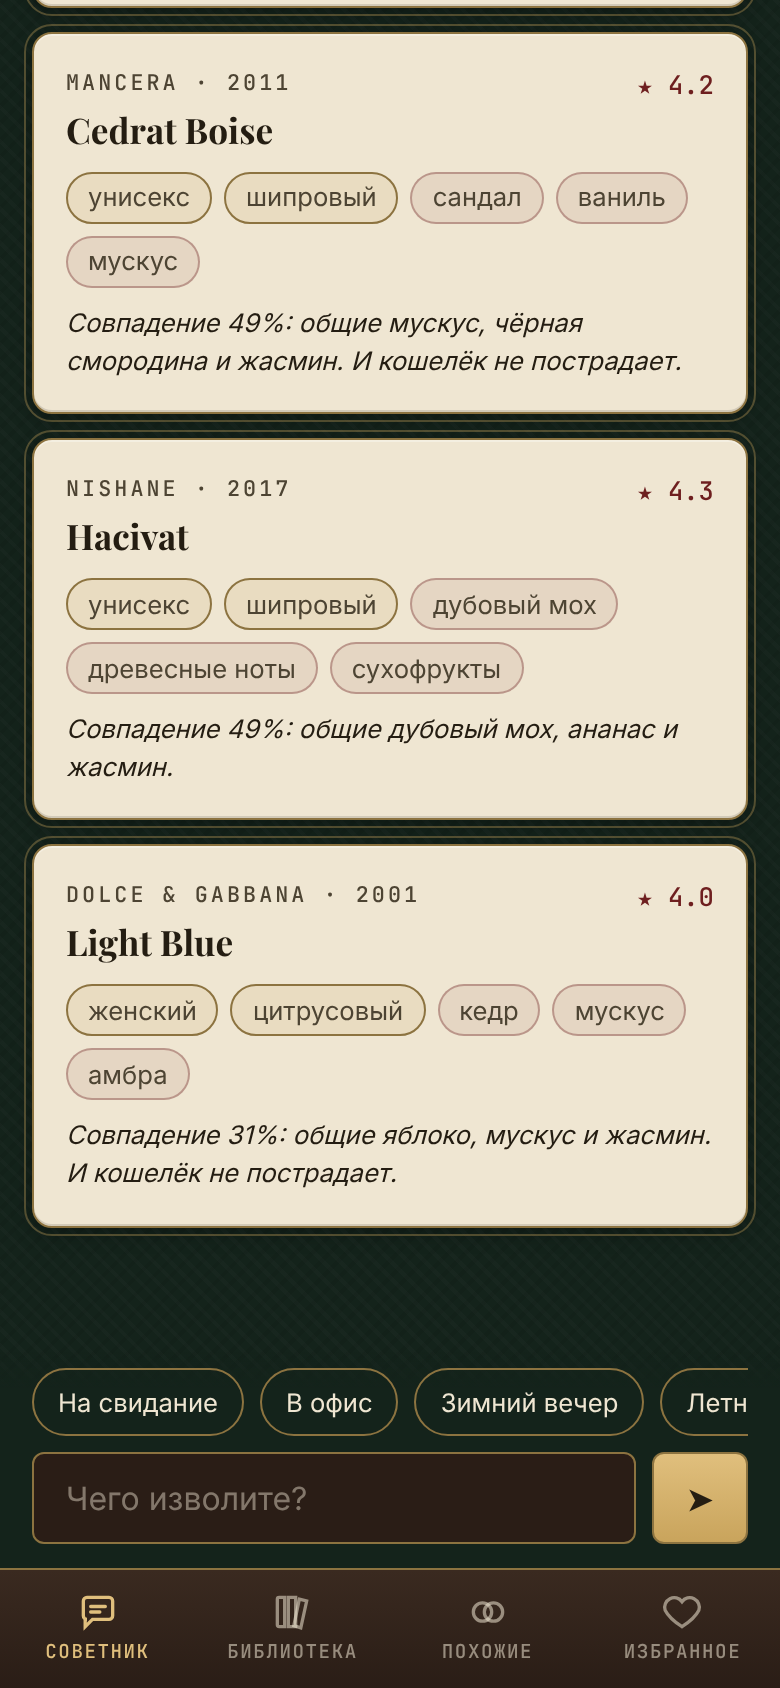 MANCERA · 2011
★ 4.2
Cedrat Boise
унисекс шипровый сандал ваниль
мускус
Совпадение 49%: общие мускус, чёрная
смородина и жасмин. И кошелёк не пострадает.
NISHANE · 2017
★ 4.3
Hacivat
унисекс шипровый дубовый мох
древесные ноты сухофрукты
Совпадение 49%: общие дубовый мох, ананас и
жасмин.
DOLCE & GABBANA · 2001
★ 4.0
Light Blue
женский цитрусовый кедр мускус
амбра
Совпадение 31%: общие яблоко, мускус и жасмин.
И кошелёк не пострадает.
На свидание В офис Зимний вечер Летн
Чего изволите?
СОВЕТНИК БИБЛИОТЕКА ПОХОЖИЕ ИЗБРАННОЕ